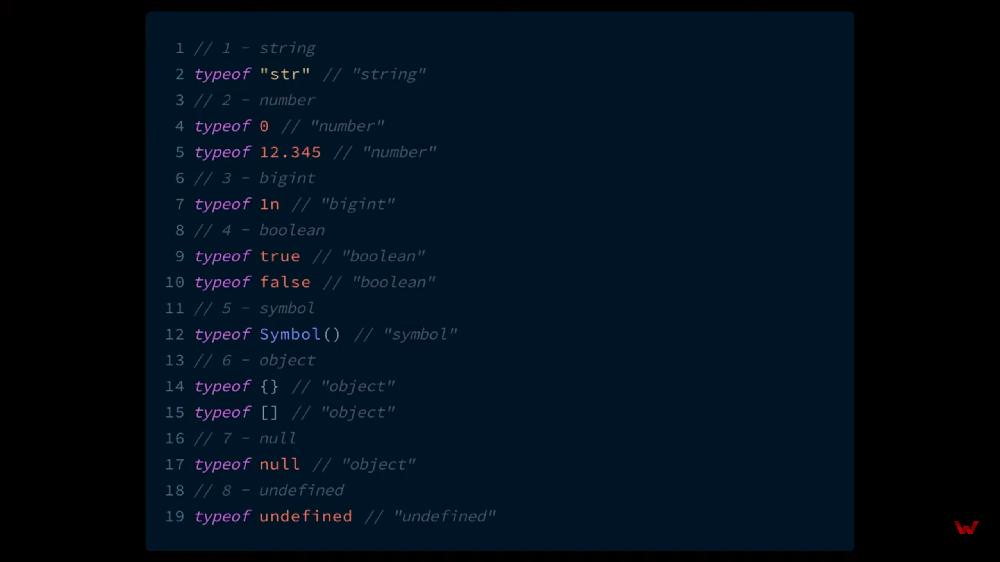 1 // 1 - string
2 typeof "str" // "string"
3 // 2 - number
4 typeof 0 // "number"
5 typeof 12.345 // "number"
6 // 3 - bigint
7 typeof 1n // "bigint"
8 // 4 - boolean
9 typeof true // "boolean"
10 typeof false // "boolean"
11 // 5 - symbol
12 typeof Symbol() // "symbol"
13 // 6 - object
14 typeof {} // "object"
15 typeof [] // "object"
16 // 7 - null
17 typeof null // "object"
18 // 8 - undefined
19 typeof undefined // "undefined"
W